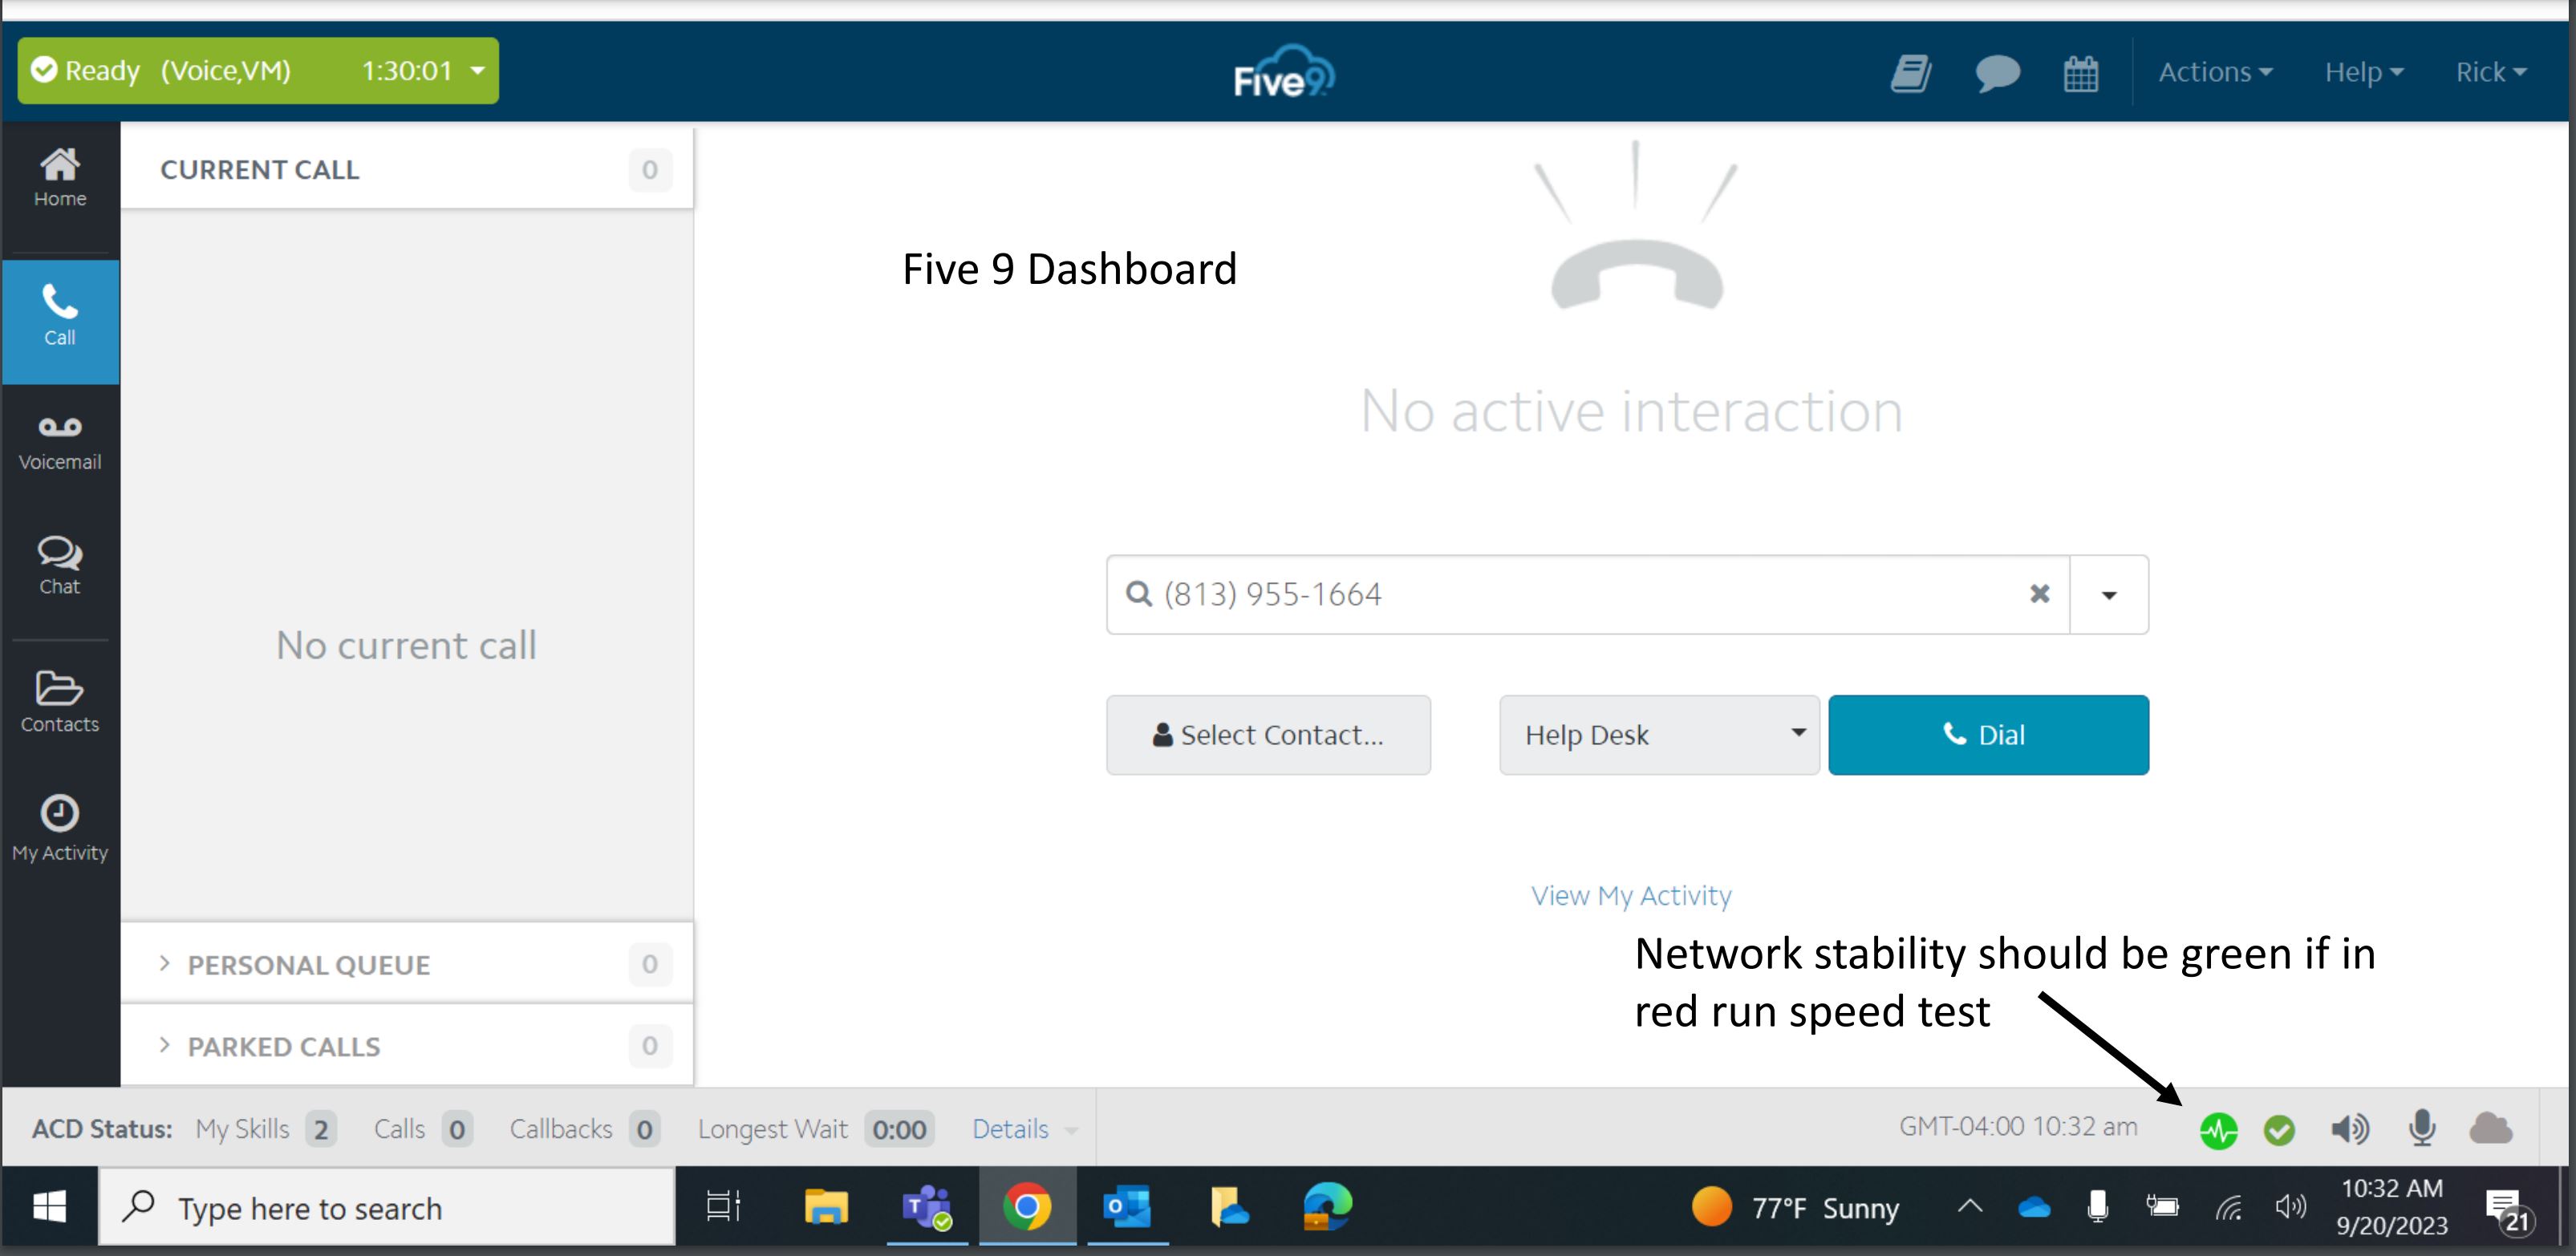 Ready (Voice,VM) 1:30:01
Five9
Actions Help Rick
Home
CURRENT CALL 0
Five 9 Dashboard
Call
No active interaction
Voicemail
Chat
(813) 955-1664
No current call
Contacts
Select Contact... Help Desk Dial
My Activity
View My Activity
Network stability should be green if in
red run speed test
PERSONAL QUEUE 0
PARKED CALLS 0
ACD Status: My Skills 2 Calls 0 Callbacks 0 Longest Wait 0:00 Details GMT-04:00 10:32 am
Type here to search
77°F Sunny
10:32 AM
9/20/2023
21